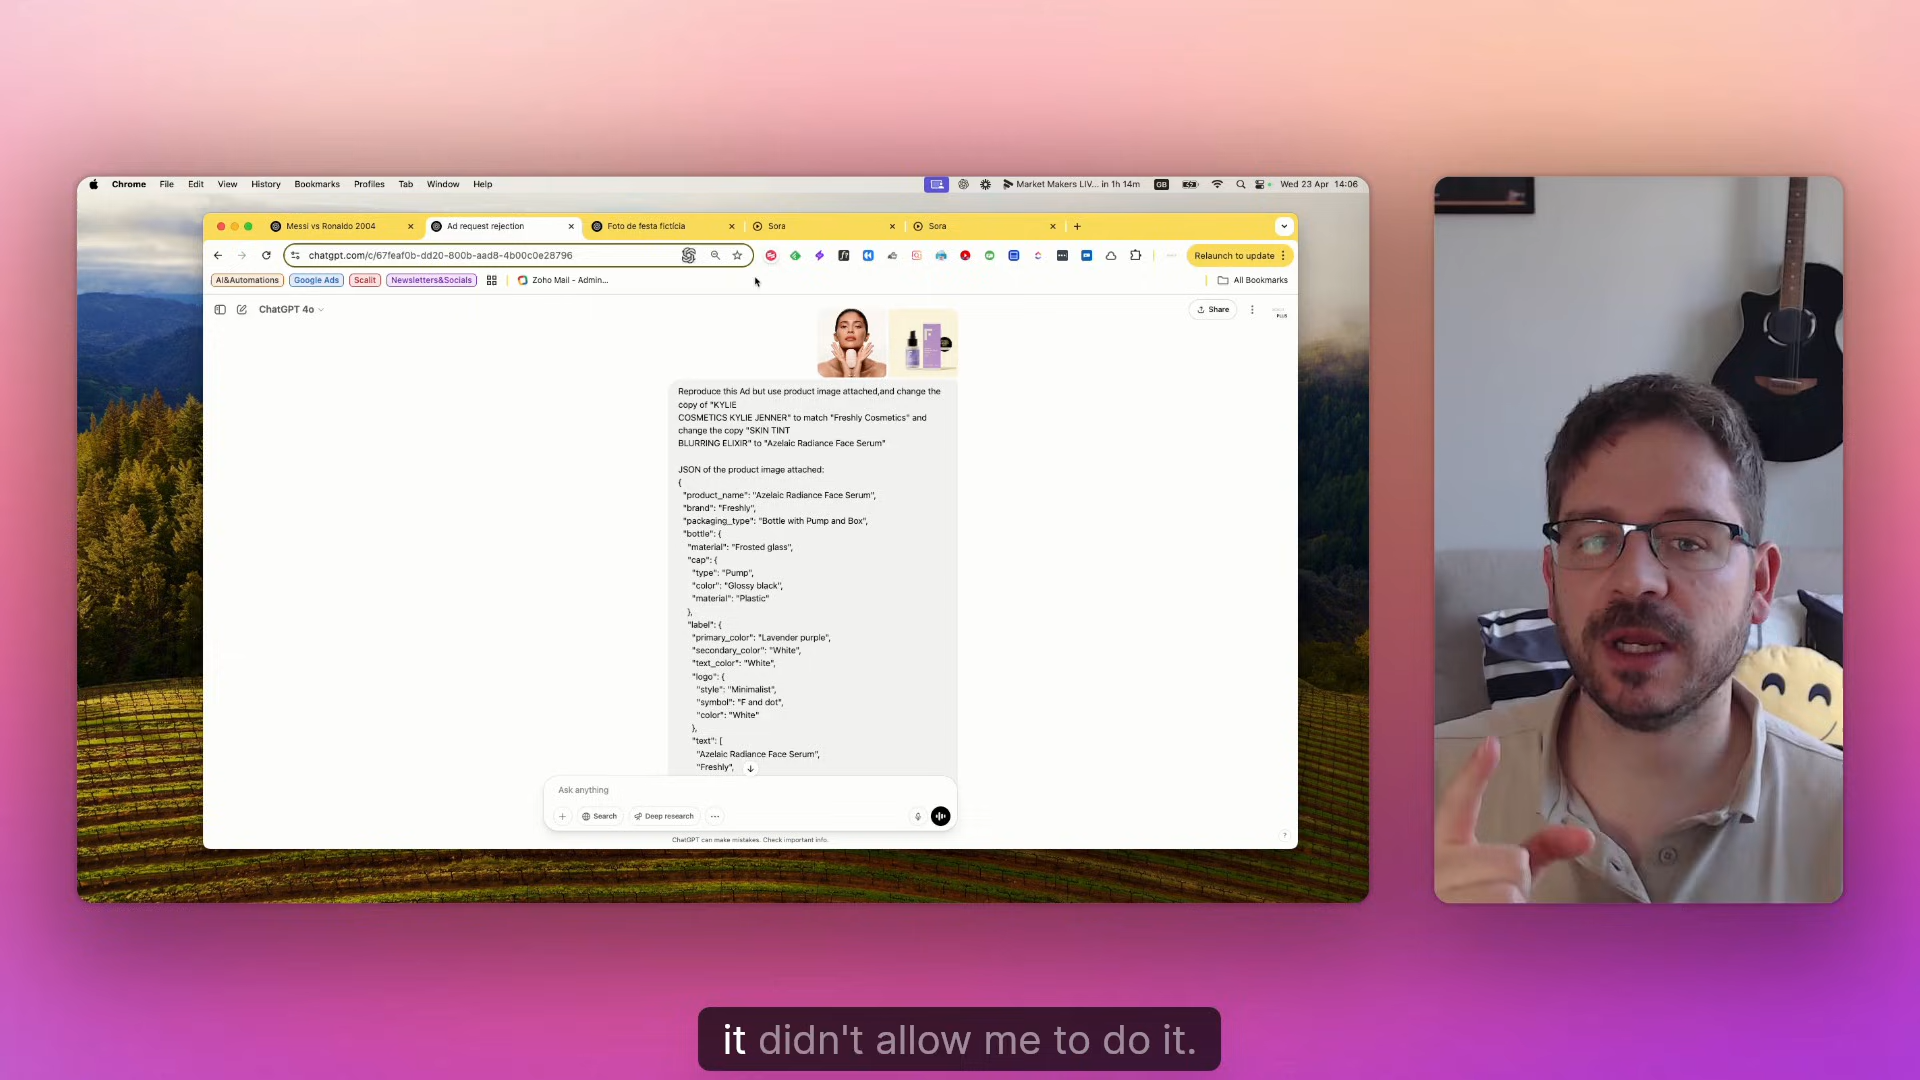 Chrome File Edit View History Bookmarks Profiles Tab Window Help
Market Makers LIV... in 1h 14m
GB
Wed 23 Apr 14:06
Messi vs Ronaldo 2004
Ad request rejection
Foto de festa fictícia
Sora
Sora
chatgpt.com/c/67feaf0b-dd20-800b-aad8-4b00c0e28796
Relaunch to update
AI&Automations
Google Ads
Scalit
Newsletters&Socials
Zoho Mail - Admin...
All Bookmarks
ChatGPT 4o
Share
PLUS
Reproduce this Ad but use product image attached,and change the
copy of "KYLIE
COSMETICS KYLIE JENNER" to match "Freshly Cosmetics" and
change the copy "SKIN TINT
BLURRING ELIXIR" to "Azelaic Radiance Face Serum"
JSON of the product image attached:
{
"product_name": "Azelaic Radiance Face Serum",
"brand": "Freshly",
"packaging_type": "Bottle with Pump and Box",
"bottle": {
"material": "Frosted glass",
"cap": {
"type": "Pump",
"color": "Glossy black",
"material": "Plastic"
},
"label": {
"primary_color": "Lavender purple",
"secondary_color": "White",
"text_color": "White",
"logo": {
"style": "Minimalist",
"symbol": "F and dot",
"color": "White"
},
"text": [
"Azelaic Radiance Face Serum",
"Freshly",
Ask anything
Search
Deep research
ChatGPT can make mistakes. Check important info.
?
it didn't allow me to do it.